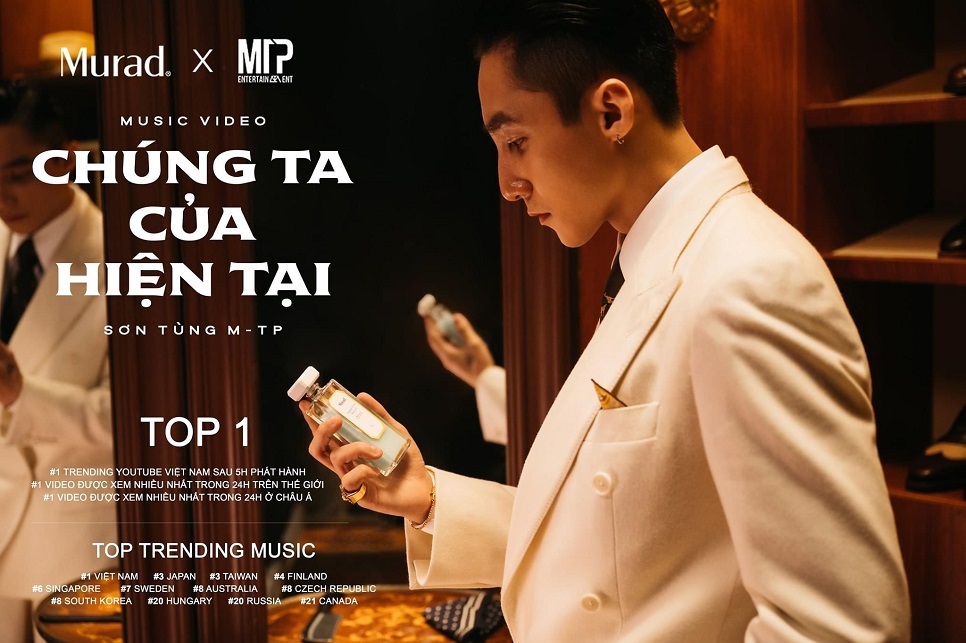 Murad® X M-TP
ENTERTAINMENT
MUSIC VIDEO
CHÚNG TA
CỦA
HIỆN TẠI
SƠN TÙNG M-TP
TOP 1
#1 TRENDING YOUTUBE VIỆT NAM SAU 5H PHÁT HÀNH
#1 VIDEO ĐƯỢC XEM NHIỀU NHẤT TRONG 24H TRÊN THẾ GIỚI
#1 VIDEO ĐƯỢC XEM NHIỀU NHẤT TRONG 24H Ở CHÂU Á
TOP TRENDING MUSIC
#1 VIỆT NAM #3 JAPAN #3 TAIWAN #4 FINLAND
#6 SINGAPORE #7 SWEDEN #8 AUSTRALIA #8 CZECH REPUBLIC
#8 SOUTH KOREA #20 HUNGARY #20 RUSSIA #21 CANADA